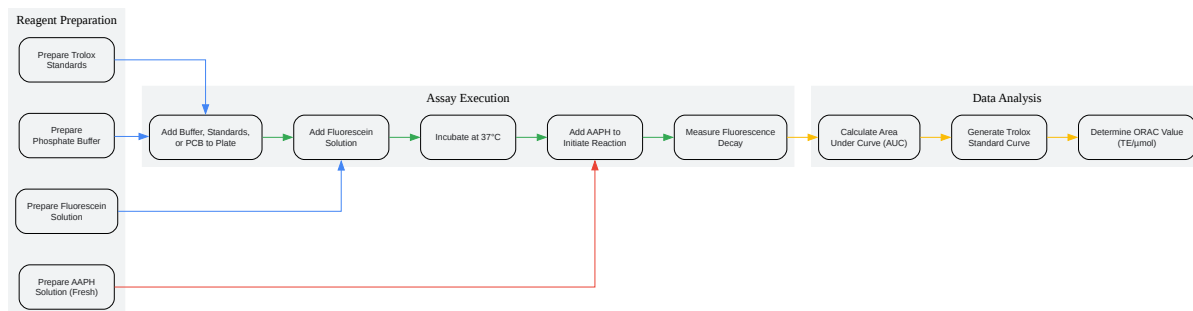 Reagent Preparation
Prepare Trolox
Standards
Prepare
Phosphate Buffer
Prepare Fluorescein
Solution
Prepare AAPH
Solution (Fresh)
Assay Execution
Add Buffer, Standards,
or PCB to Plate
Add Fluorescein
Solution
Incubate at 37°C
Add AAPH to
Initiate Reaction
Measure Fluorescence
Decay
Data Analysis
Calculate Area
Under Curve (AUC)
Generate Trolox
Standard Curve
Determine ORAC Value
(TE/µmol)